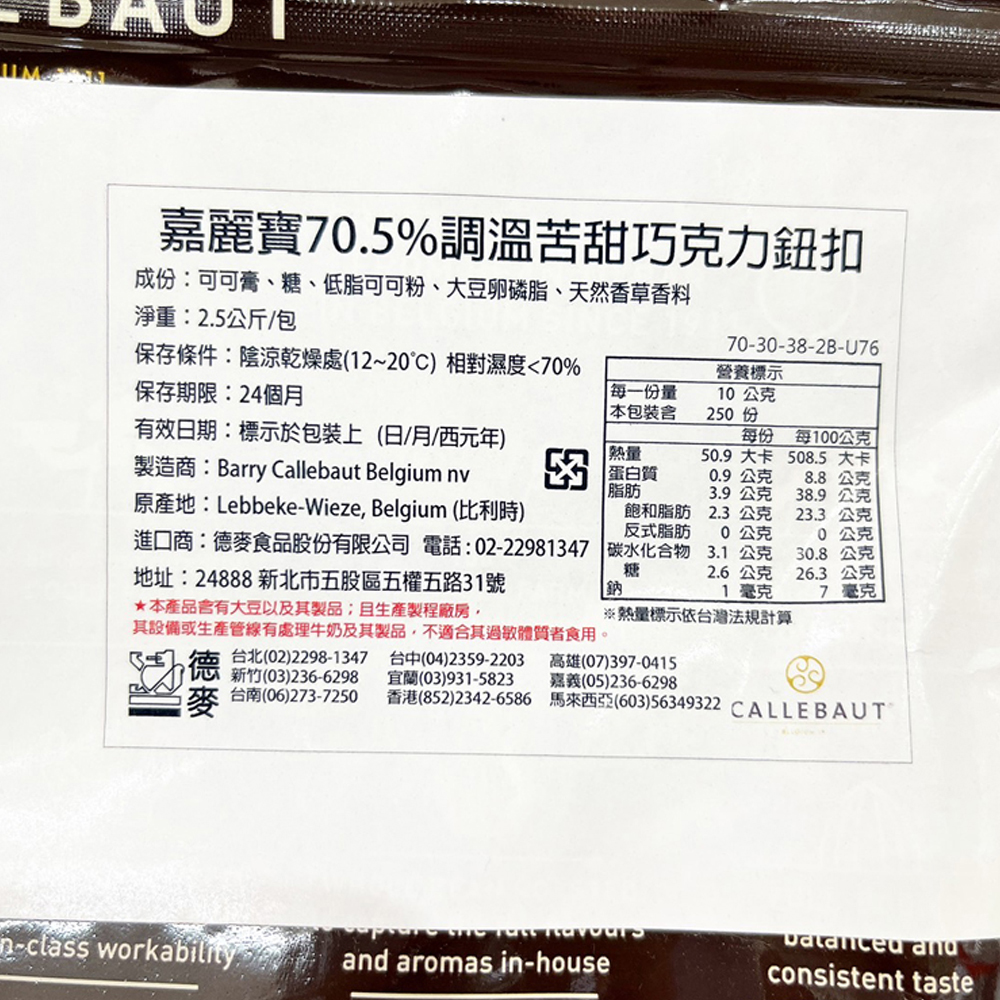 嘉麗寶70.5%調溫苦甜巧克力鈕扣
成份：可可膏、糖、低脂可可粉、大豆卵磷脂、天然香草香料
淨重：2.5公斤/包
保存條件：陰涼乾燥處(12~20℃) 相對濕度<70%
保存期限：24個月
有效日期：標示於包裝上 (日/月/西元年)
製造商：Barry Callebaut Belgium nv
原產地：Lebbeke-Wieze, Belgium (比利時)
進口商：德麥食品股份有限公司 電話：02-22981347
地址：24888 新北市五股區五權五路31號
★本產品含有大豆以及其製品；且生產製程廠房，
其設備或生產管線有處理牛奶及其製品，不適合其過敏體質者食用。
70-30-38-2B-U76
營養標示
每一份量 10 公克
本包裝含 250 份
每份 每100公克
熱量 50.9 大卡 508.5 大卡
蛋白質 0.9 公克 8.8 公克
脂肪 3.9 公克 38.9 公克
飽和脂肪 2.3 公克 23.3 公克
反式脂肪 0 公克 0 公克
碳水化合物 3.1 公克 30.8 公克
糖 2.6 公克 26.3 公克
鈉 1 毫克 7 毫克
※熱量標示依台灣法規計算
德麥
台北(02)2298-1347 台中(04)2359-2203 高雄(07)397-0415
新竹(03)236-6298 宜蘭(03)931-5823 嘉義(05)236-6298
台南(06)273-7250 香港(852)2342-6586 馬來西亞(603)56349322
CALLEBAUT
n-class workability
and aromas in-house
balanced and
consistent taste